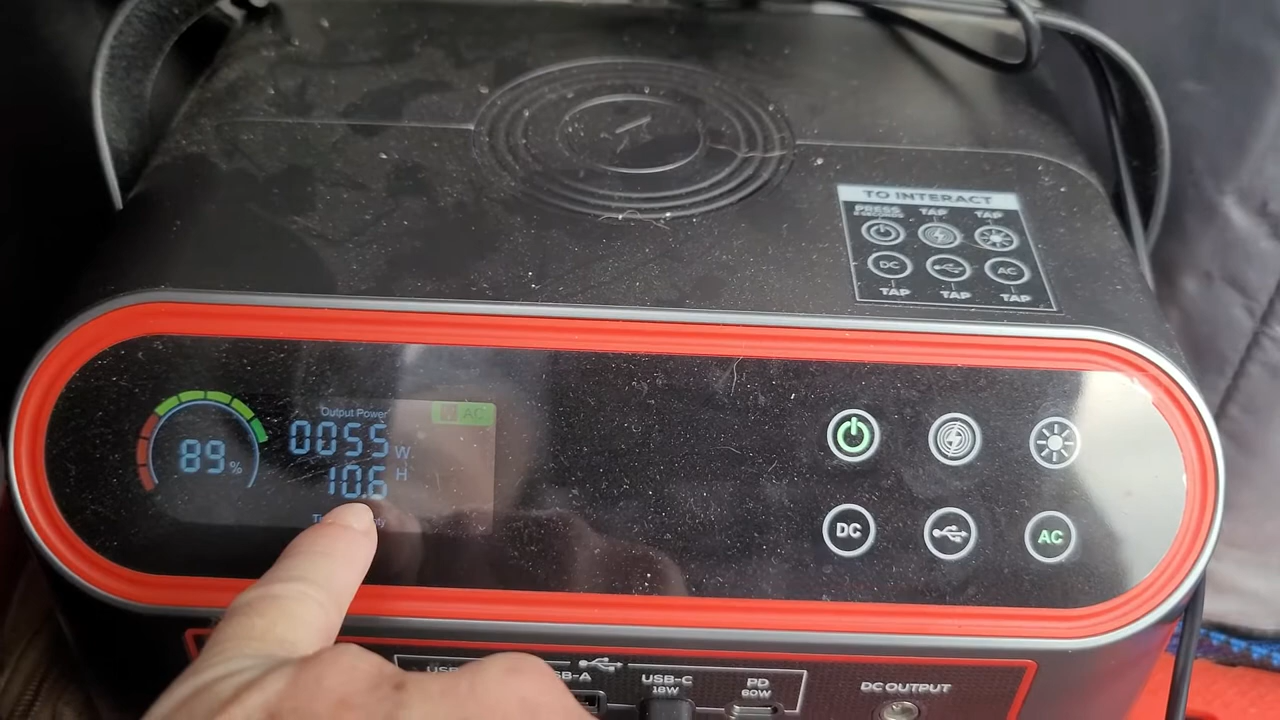 TO INTERACT
PRESS TAP TAP
DC AC
TAP TAP TAP
Output Power
AC
89%
0055 W
10.6 H
DC
AC
USB-C
18W
PD
60W
DC OUTPUT